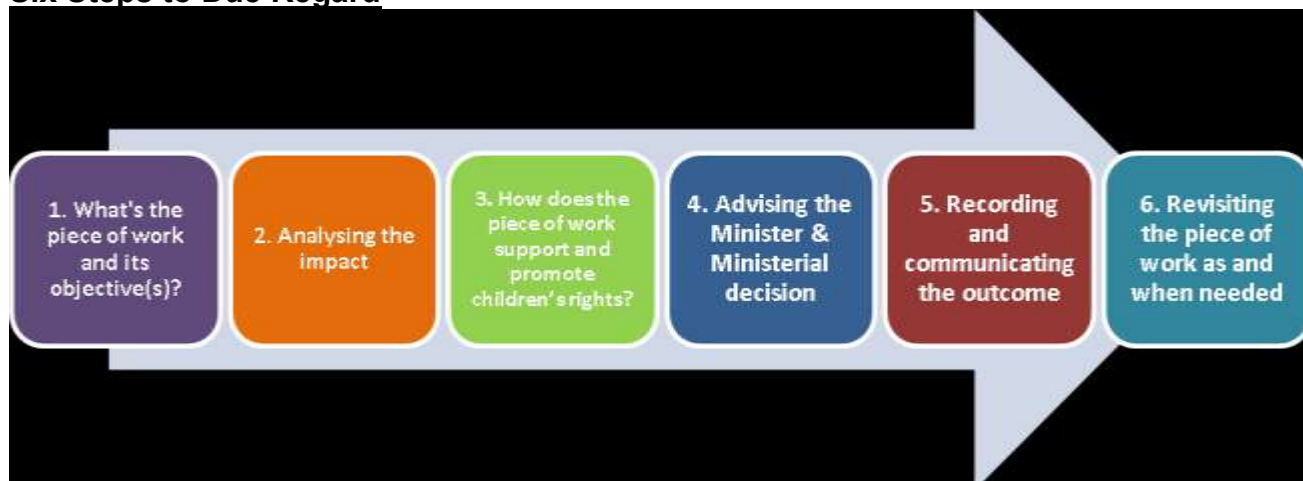 Six Steps to Due Regard
1. What's the
piece of work
and its
objective(s)?
2. Analysing the
impact
3. How does the
piece of work
support and
promote
children's rights?
4. Advising the
Minister &
Ministerial
decision
5. Recording
and
communicating
the outcome
6. Revisiting
the piece of
work as and
when needed